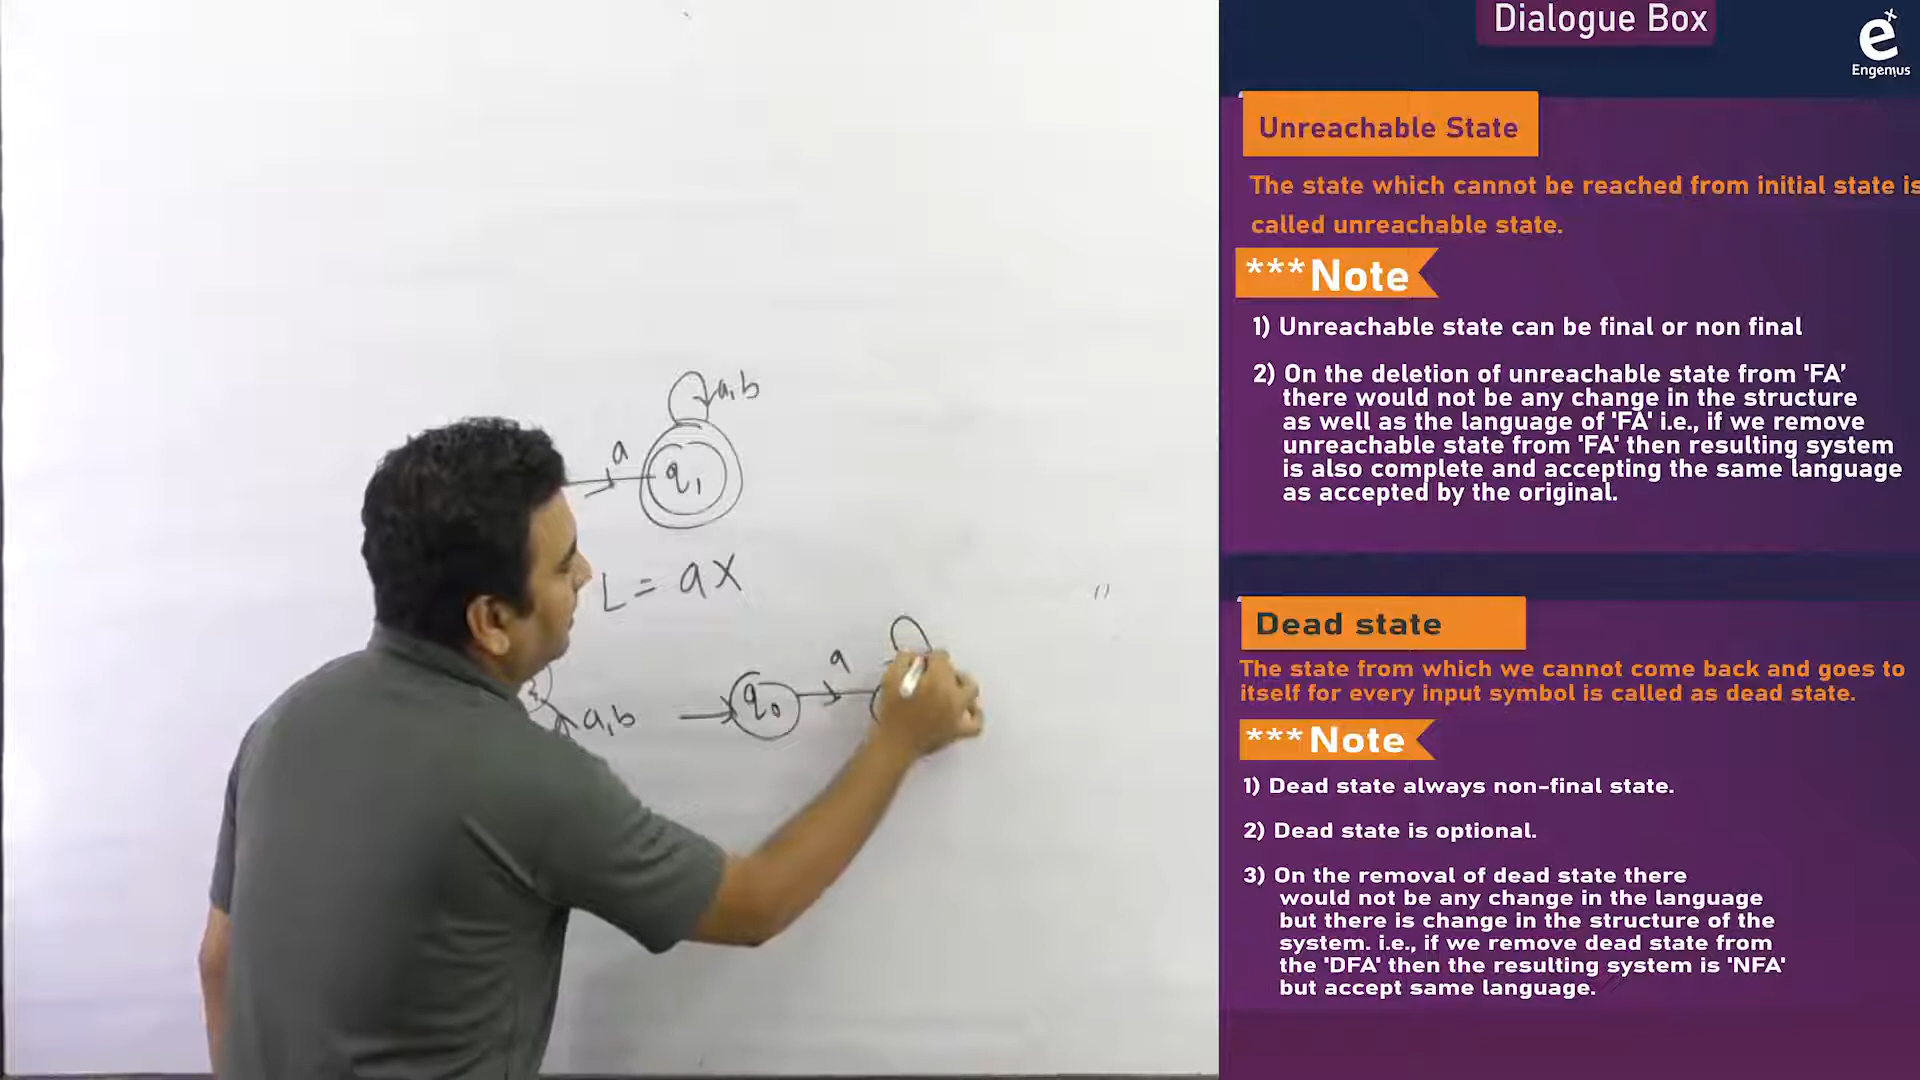 a,b
a
q1
L = aX
a
q0
a,b
Dialogue Box
ex
Engenius
Unreachable State
The state which cannot be reached from initial state is
called unreachable state.
***Note
1) Unreachable state can be final or non final
2) On the deletion of unreachable state from 'FA'
there would not be any change in the structure
as well as the language of 'FA' i.e., if we remove
unreachable state from 'FA' then resulting system
is also complete and accepting the same language
as accepted by the original.
Dead state
The state from which we cannot come back and goes to
itself for every input symbol is called as dead state.
***Note
1) Dead state always non-final state.
2) Dead state is optional.
3) On the removal of dead state there
would not be any change in the language
but there is change in the structure of the
system. i.e., if we remove dead state from
the 'DFA' then the resulting system is 'NFA'
but accept same language.